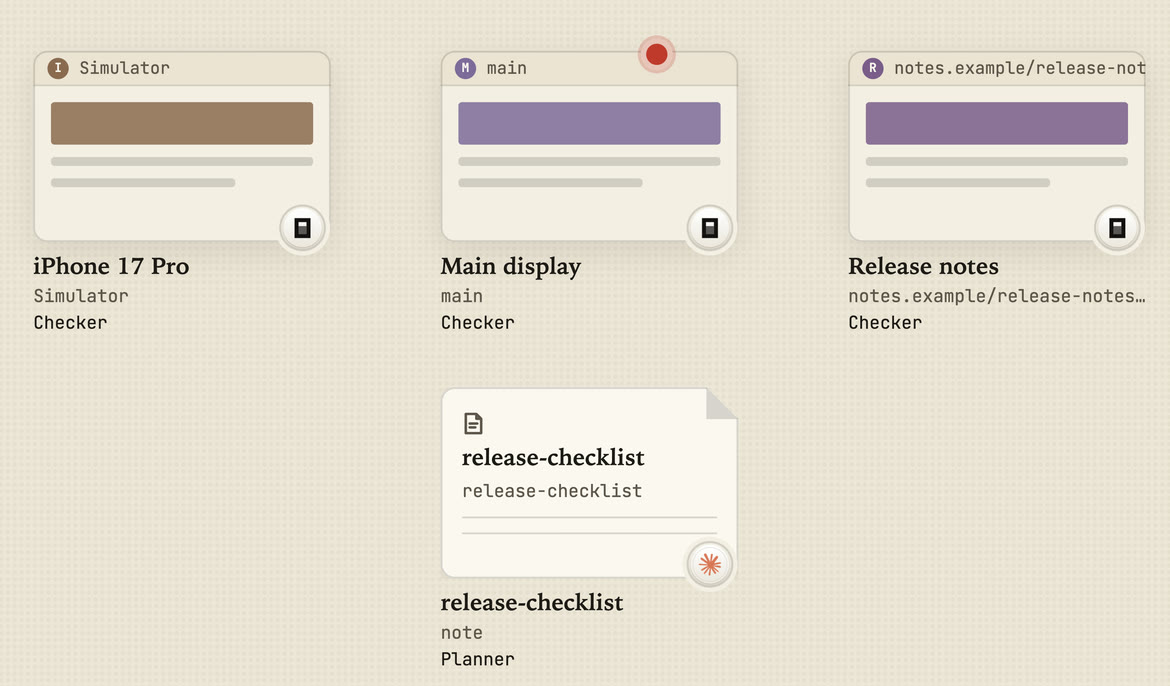 I Simulator
iPhone 17 Pro
Simulator
Checker
M main
Main display
main
Checker
R notes.example/release-not
Release notes
notes.example/release-notes…
Checker
release-checklist
release-checklist
release-checklist
note
Planner